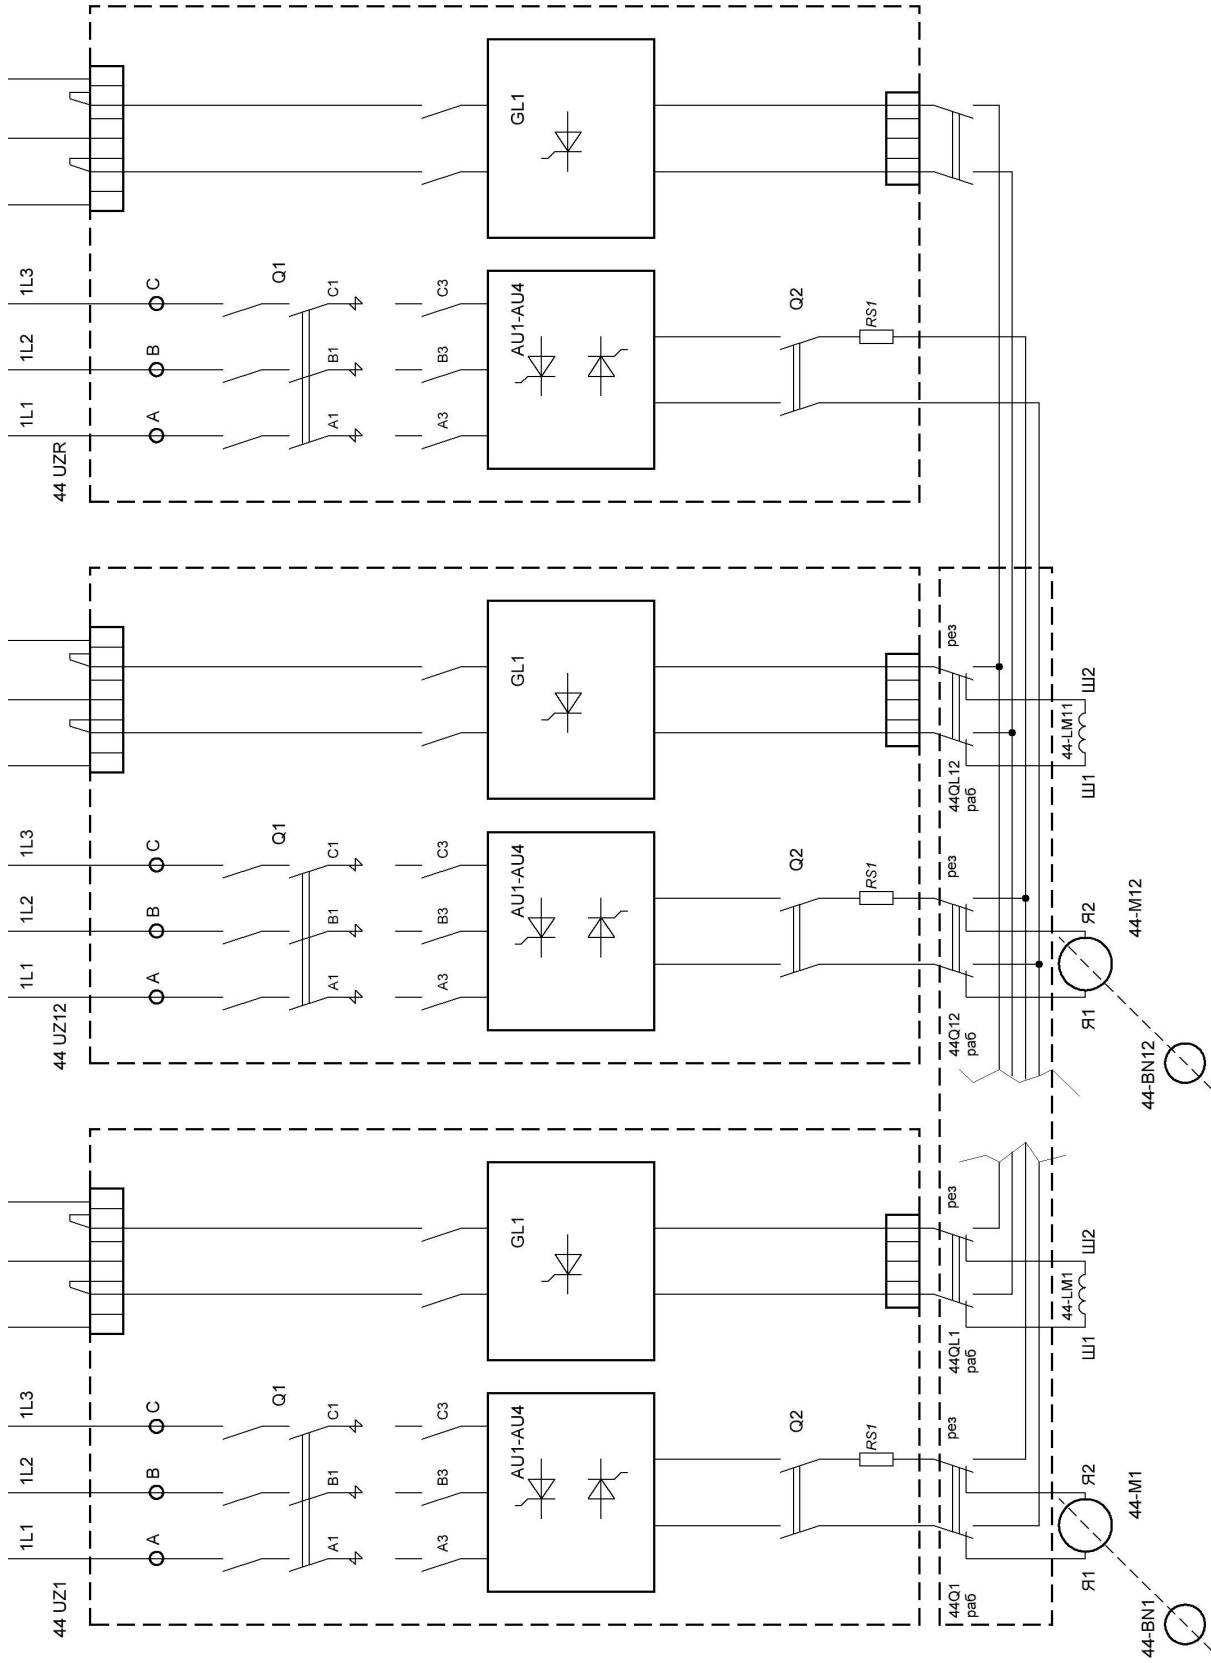 44 UZ1
1L1
1L2
1L3
A
B
C
Q1
A1
B1
C1
A3
B3
C3
AU1-AU4
GL1
Q2
RS1
44Q1
раб
рез
44QL1
раб
рез
Я1
Я2
44-M1
44-BN1
Ш1
44-LM1
Ш2
44 UZ12
1L1
1L2
1L3
A
B
C
Q1
A1
B1
C1
A3
B3
C3
AU1-AU4
GL1
Q2
RS1
44Q12
раб
рез
44QL12
раб
рез
Я1
Я2
44-M12
44-BN12
Ш1
44-LM11
Ш2
44 UZR
1L1
1L2
1L3
A
B
C
Q1
A1
B1
C1
A3
B3
C3
AU1-AU4
GL1
Q2
RS1